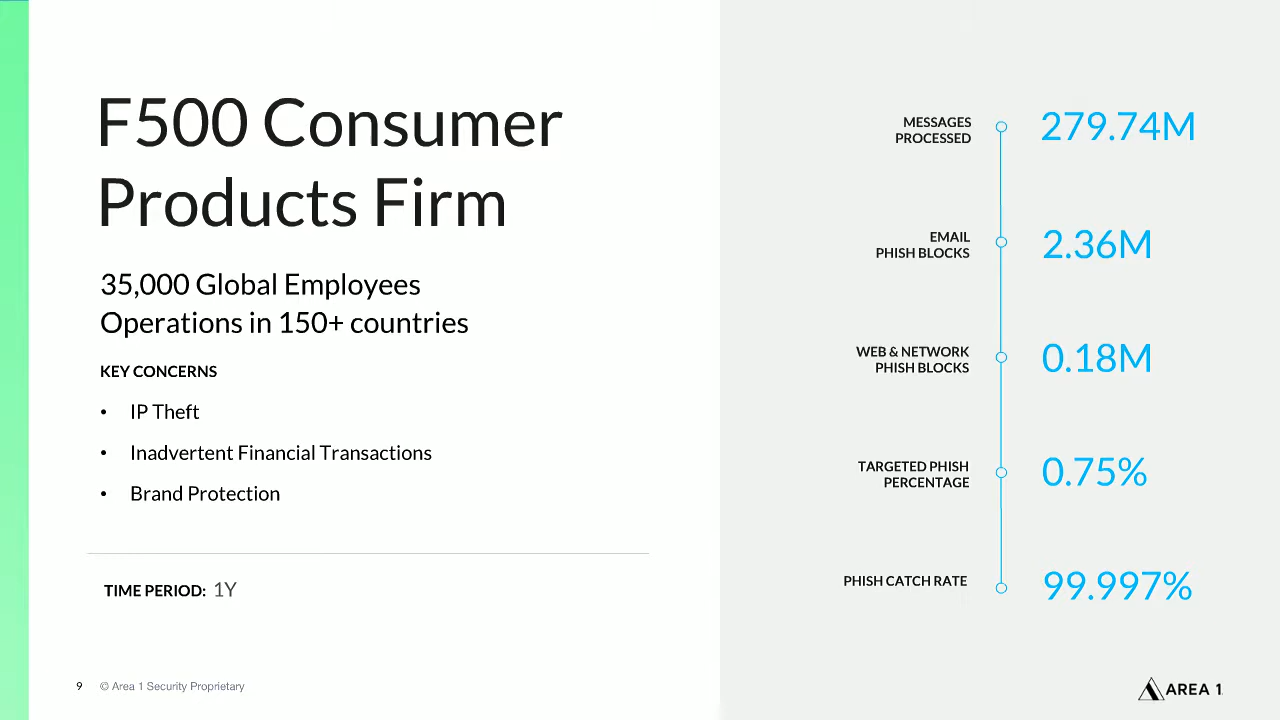 F500 Consumer
Products Firm
35,000 Global Employees
Operations in 150+ countries
KEY CONCERNS
• IP Theft
• Inadvertent Financial Transactions
• Brand Protection
TIME PERIOD: 1Y
MESSAGES
PROCESSED
279.74M
EMAIL
PHISH BLOCKS
2.36M
WEB & NETWORK
PHISH BLOCKS
0.18M
TARGETED PHISH
PERCENTAGE
0.75%
PHISH CATCH RATE
99.997%
9 © Area 1 Security Proprietary
AREA 1